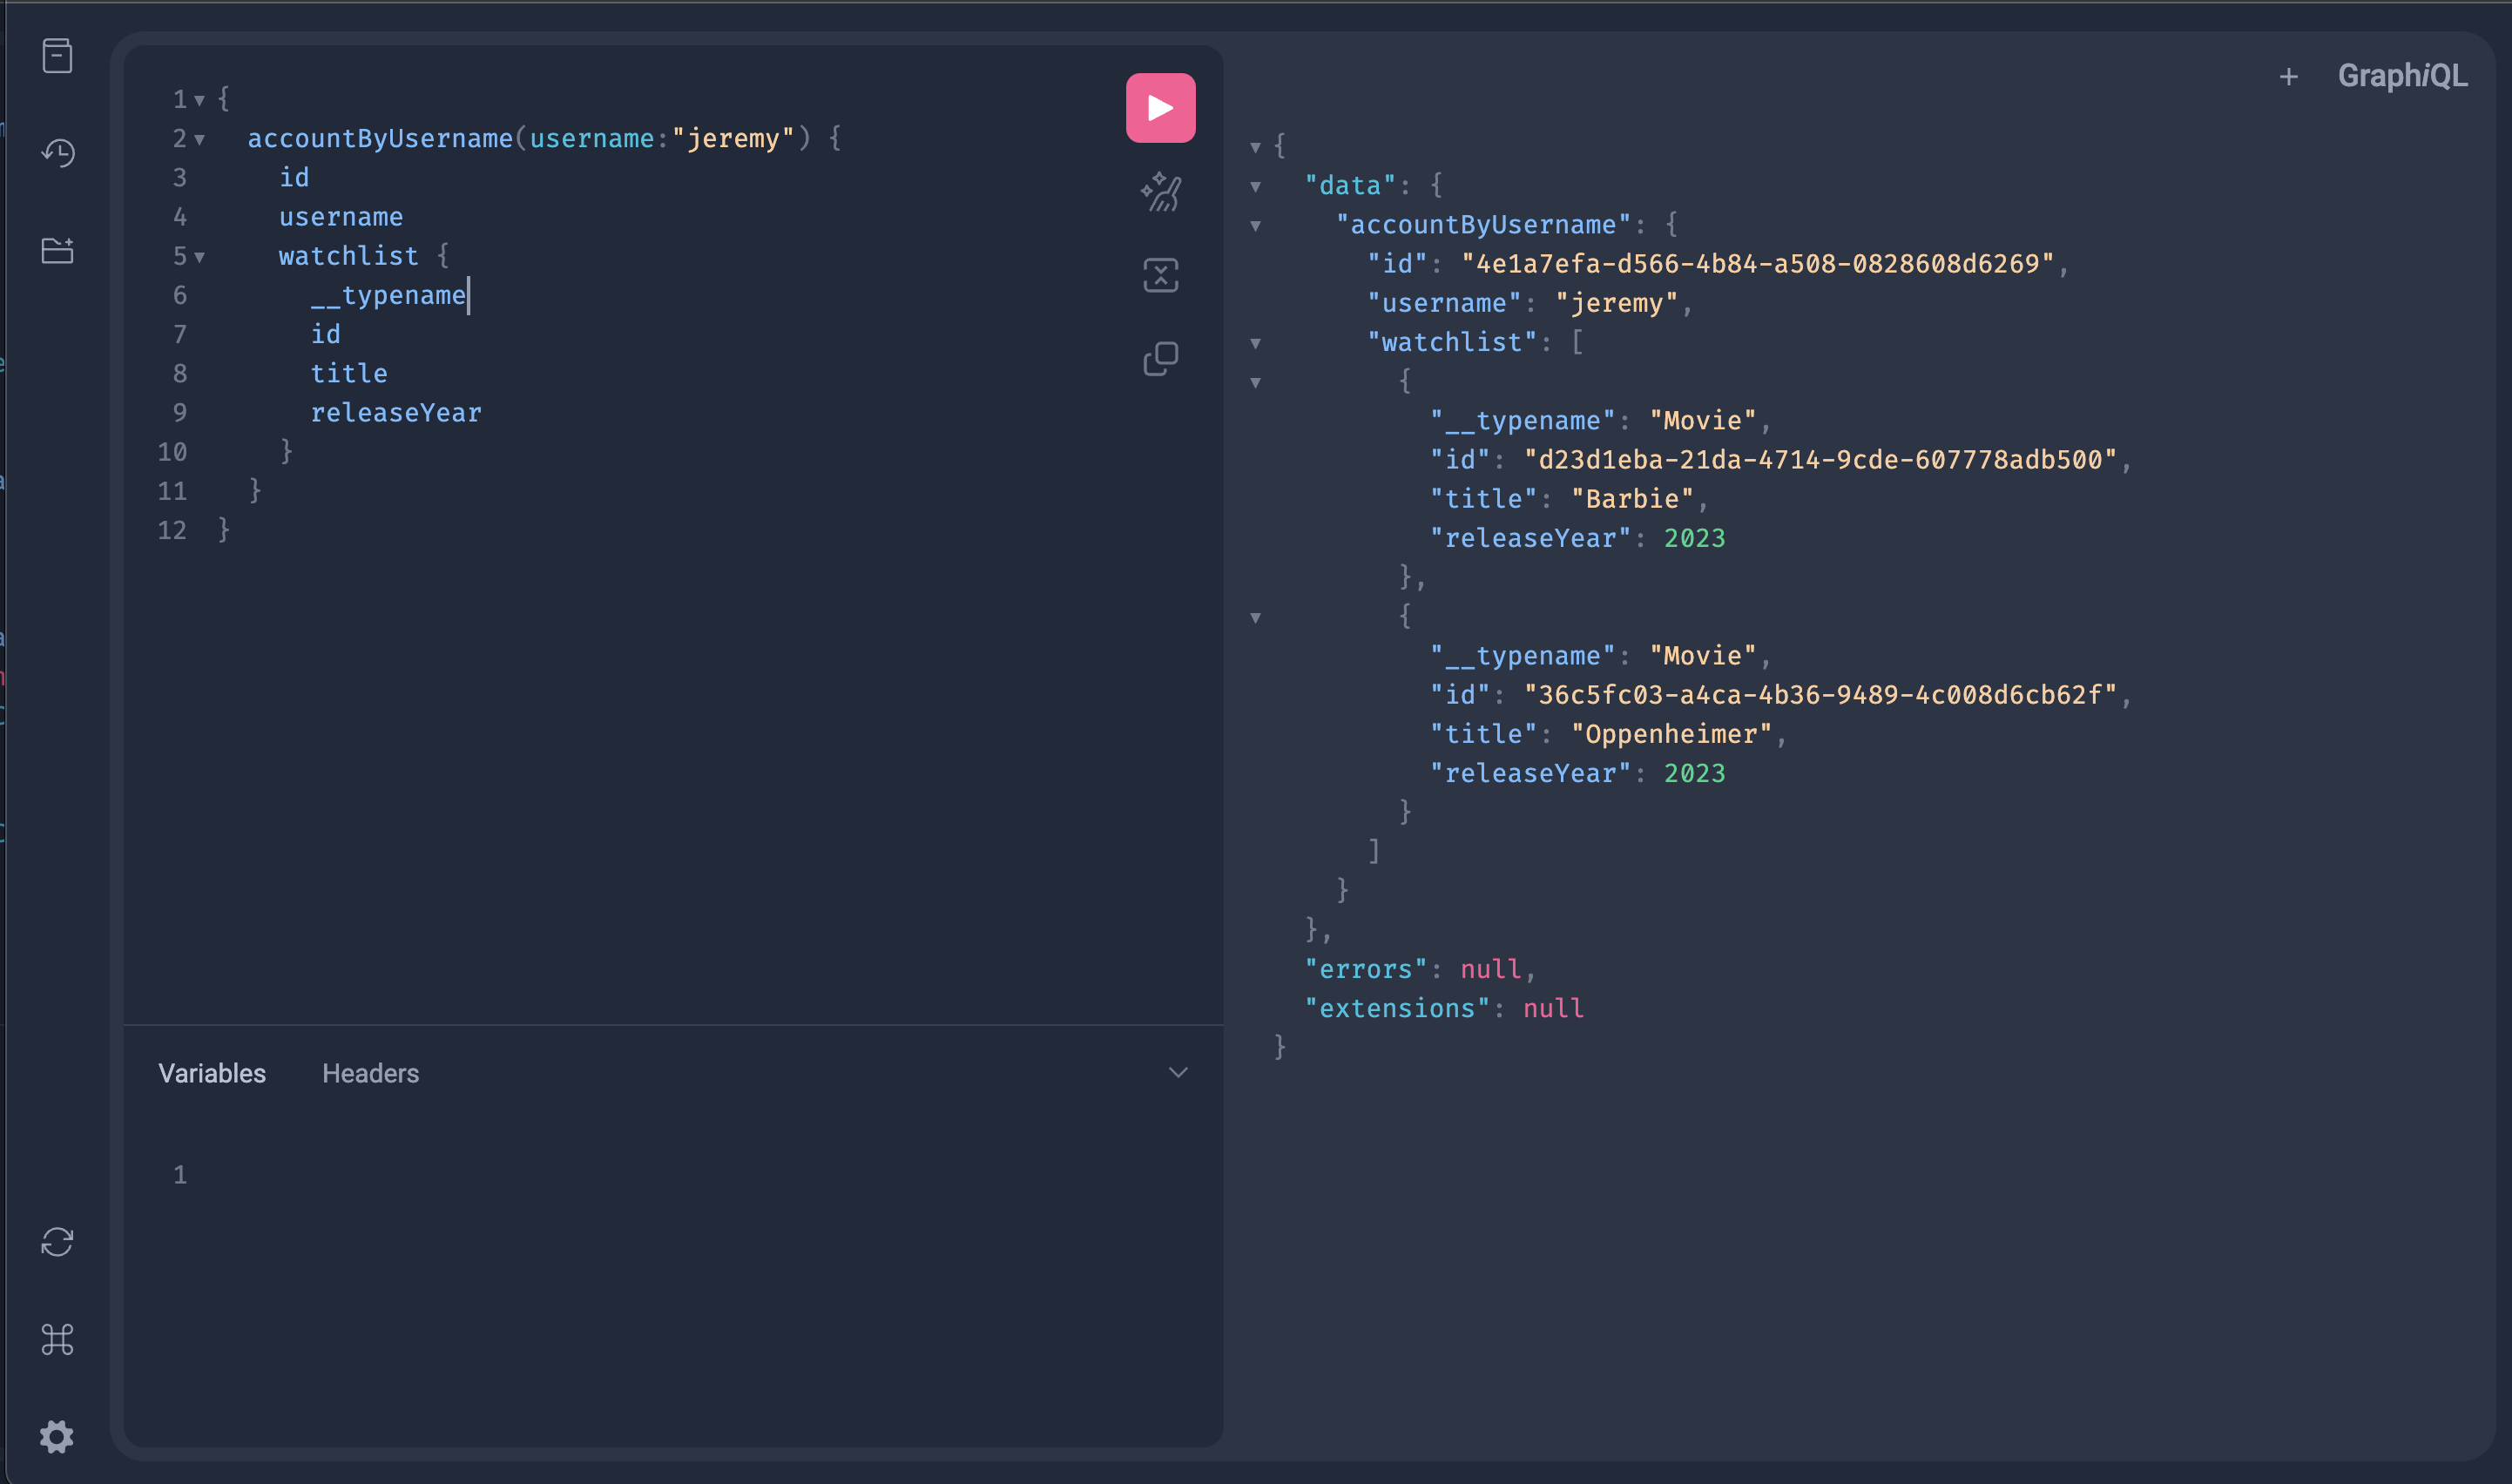 1 {
2   accountByUsername(username:"jeremy") {
3     id
4     username
5     watchlist {
6       __typename
7       id
8       title
9       releaseYear
10     }
11   }
12 }
Variables Headers
1
+ GraphiQL
{
  "data": {
    "accountByUsername": {
      "id": "4e1a7efa-d566-4b84-a508-0828608d6269",
      "username": "jeremy",
      "watchlist": [
        {
          "__typename": "Movie",
          "id": "d23d1eba-21da-4714-9cde-607778adb500",
          "title": "Barbie",
          "releaseYear": 2023
        },
        {
          "__typename": "Movie",
          "id": "36c5fc03-a4ca-4b36-9489-4c008d6cb62f",
          "title": "Oppenheimer",
          "releaseYear": 2023
        }
      ]
    }
  },
  "errors": null,
  "extensions": null
}